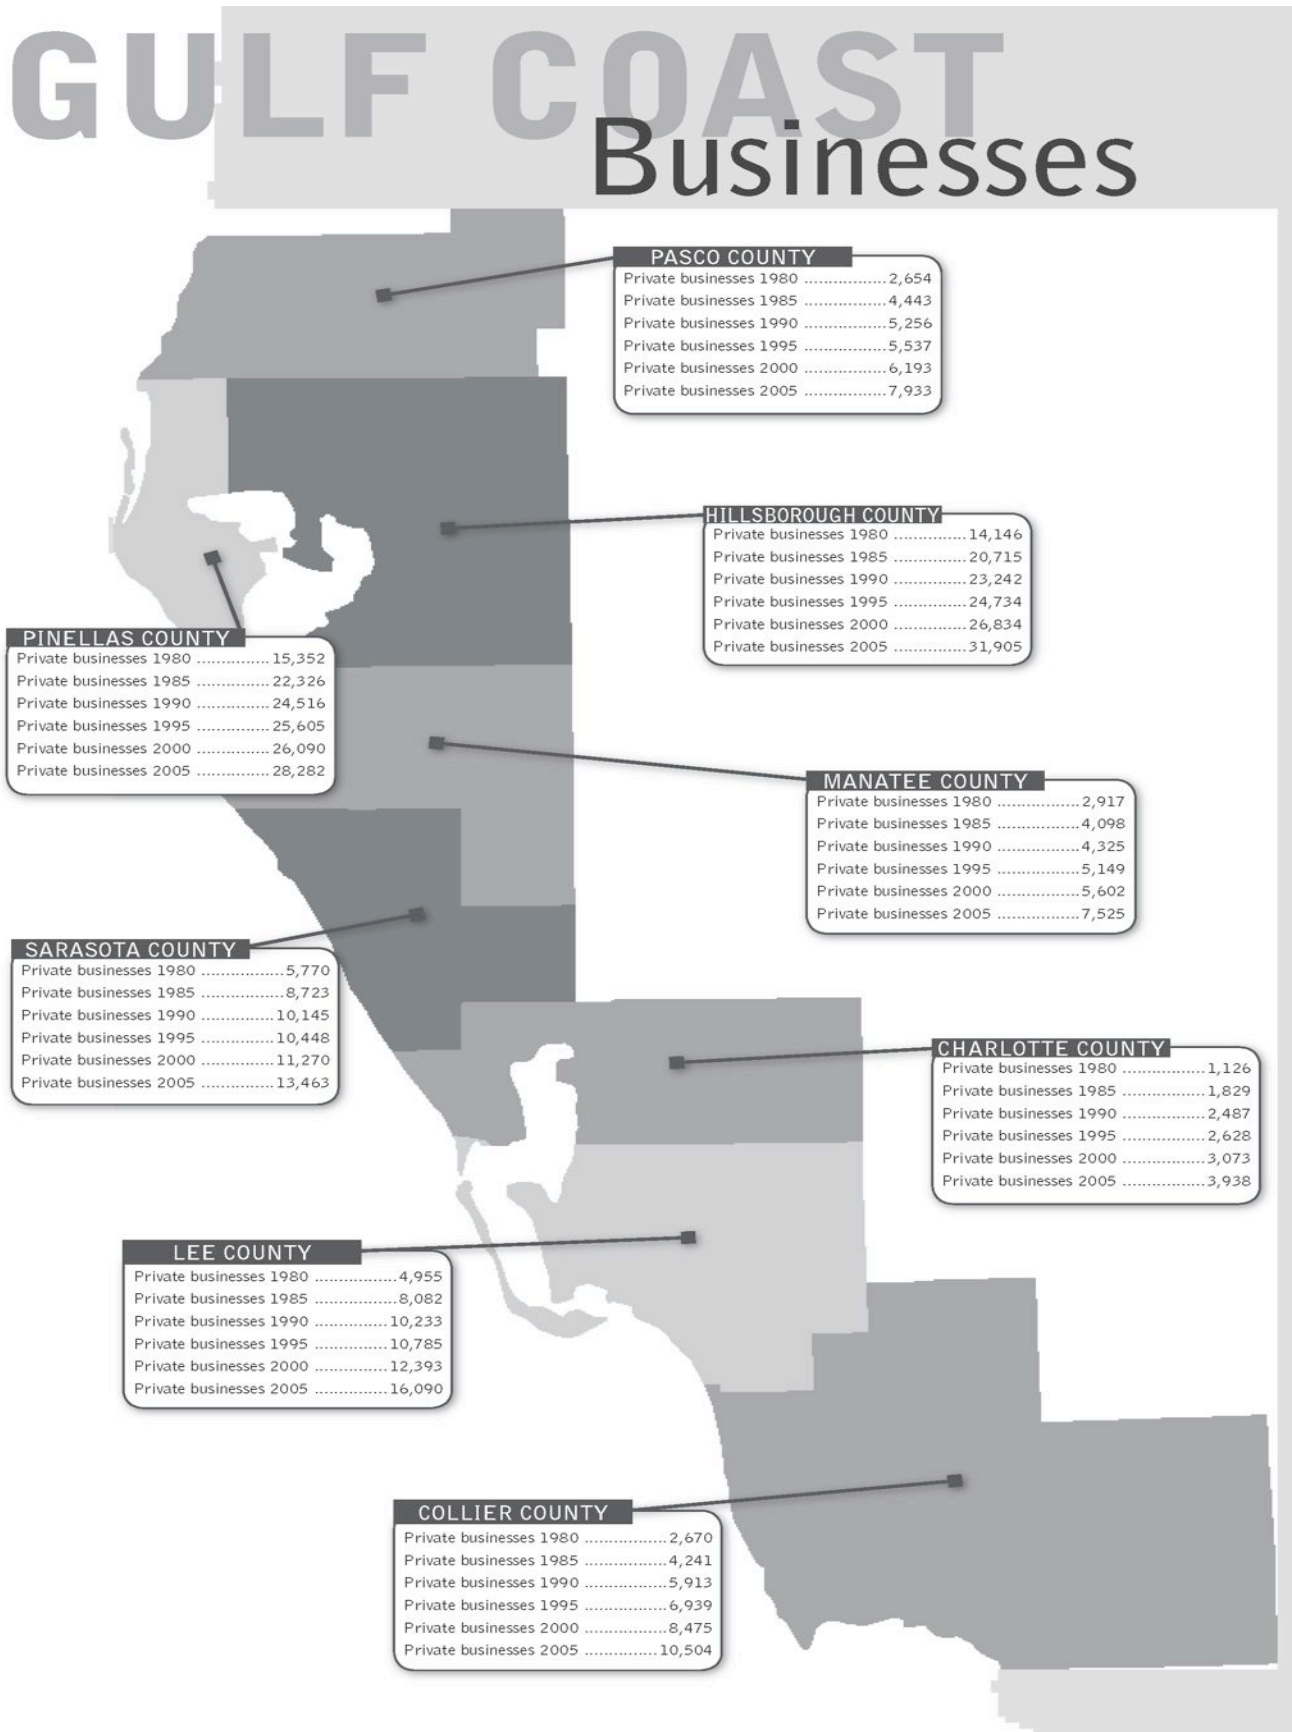 GULF COAST
Businesses
PASCO COUNTY
Private businesses 1980 .................2,654
Private businesses 1985 .................4,443
Private businesses 1990 .................5,256
Private businesses 1995 .................5,537
Private businesses 2000 .................6,193
Private businesses 2005 .................7,933
HILLSBOROUGH COUNTY
Private businesses 1980 ...............14,146
Private businesses 1985 ...............20,715
Private businesses 1990 ...............23,242
Private businesses 1995 ...............24,734
Private businesses 2000 ...............26,834
Private businesses 2005 ...............31,905
PINELLAS COUNTY
Private businesses 1980 ...............15,352
Private businesses 1985 ...............22,326
Private businesses 1990 ...............24,516
Private businesses 1995 ...............25,605
Private businesses 2000 ...............26,090
Private businesses 2005 ...............28,282
MANATEE COUNTY
Private businesses 1980 .................2,917
Private businesses 1985 .................4,098
Private businesses 1990 .................4,325
Private businesses 1995 .................5,149
Private businesses 2000 .................5,602
Private businesses 2005 .................7,525
SARASOTA COUNTY
Private businesses 1980 .................5,770
Private businesses 1985 .................8,723
Private businesses 1990 ...............10,145
Private businesses 1995 ...............10,448
Private businesses 2000 ...............11,270
Private businesses 2005 ...............13,463
CHARLOTTE COUNTY
Private businesses 1980 .................1,126
Private businesses 1985 .................1,829
Private businesses 1990 .................2,487
Private businesses 1995 .................2,628
Private businesses 2000 .................3,073
Private businesses 2005 .................3,938
LEE COUNTY
Private businesses 1980 .................4,955
Private businesses 1985 .................8,082
Private businesses 1990 ...............10,233
Private businesses 1995 ...............10,785
Private businesses 2000 ...............12,393
Private businesses 2005 ...............16,090
COLLIER COUNTY
Private businesses 1980 .................2,670
Private businesses 1985 .................4,241
Private businesses 1990 .................5,913
Private businesses 1995 .................6,939
Private businesses 2000 .................8,475
Private businesses 2005 ...............10,504